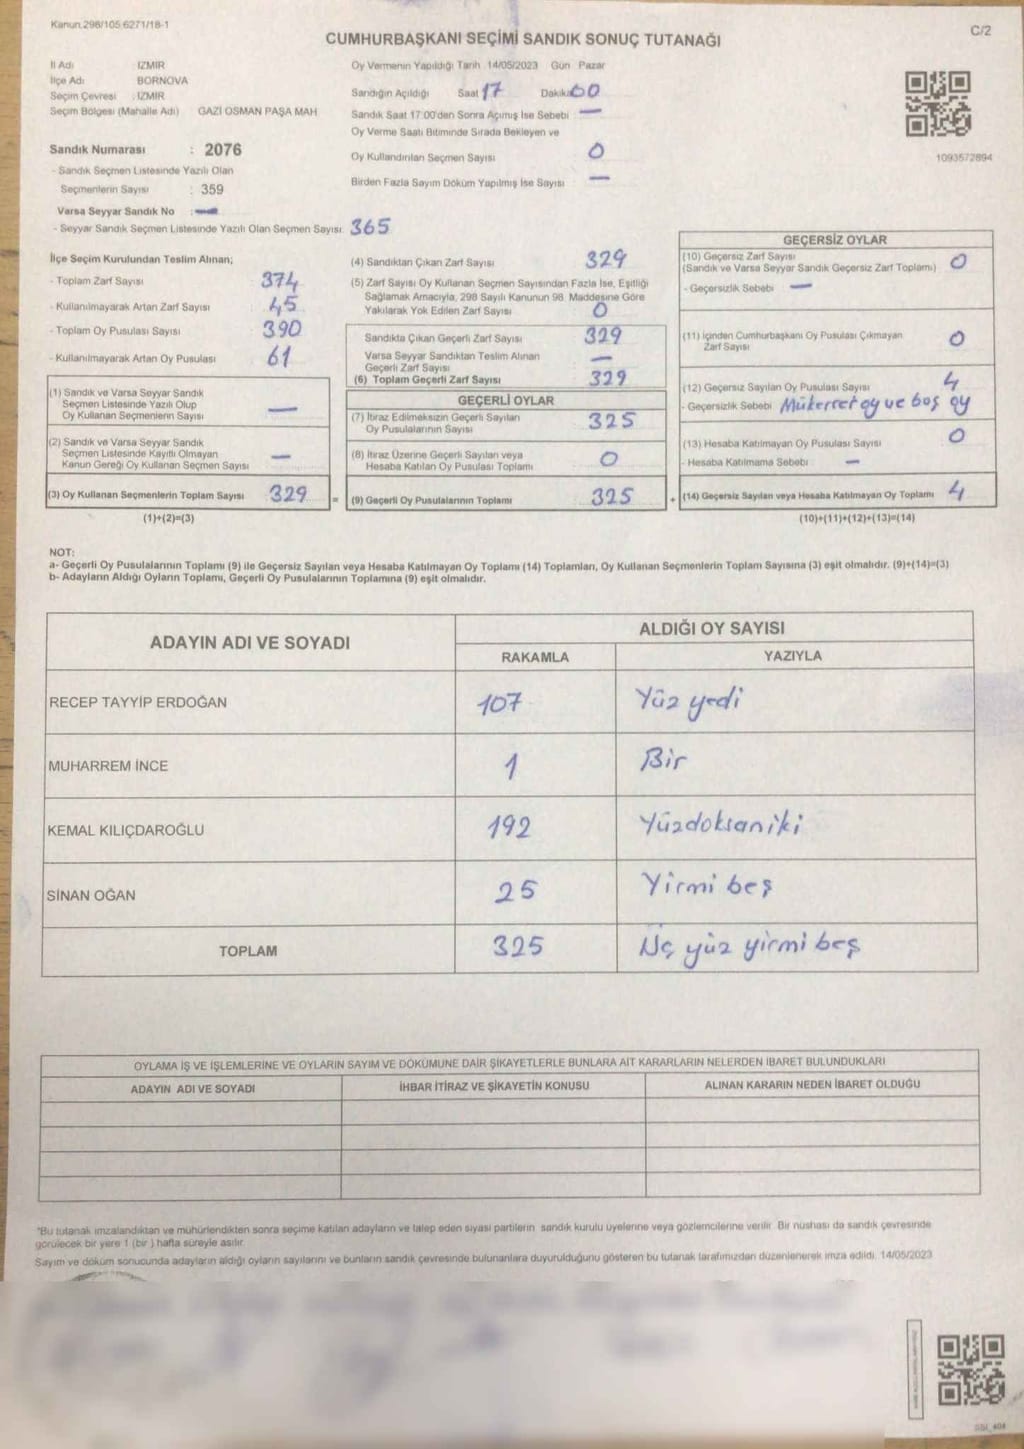 Kanun.298/105 6271/18-1
C/2
CUMHURBAŞKANI SEÇİMİ SANDIK SONUÇ TUTANAĞI
İl Adı İZMİR
İlçe Adı BORNOVA
Seçim Çevresi : İZMİR
Seçim Bölgesi (Mahalle Adı) GAZİ OSMAN PAŞA MAH
Sandık Numarası : 2076
- Sandık Seçmen Listesinde Yazılı Olan
Seçmenlerin Sayısı : 359
Varsa Seyyar Sandık No : —
- Seyyar Sandık Seçmen Listesinde Yazılı Olan Seçmen Sayısı: 365
Oy Vermenin Yapıldığı Tarih 14/05/2023 Gün Pazar
Sandığın Açıldığı Saat 17 Dakika 00
Sandık Saat 17:00'den Sonra Açımış İse Sebebi —
Oy Verme Saati Bitiminde Sırada Bekleyen ve
Oy Kullandırılan Seçmen Sayısı 0
Birden Fazla Sayım Döküm Yapılmış İse Sayısı —
1093572894
İlçe Seçim Kurulundan Teslim Alınan;
- Toplam Zarf Sayısı 374
- Kullanılmayarak Artan Zarf Sayısı 45
- Toplam Oy Pusulası Sayısı 390
- Kullanılmayarak Artan Oy Pusulası 61
(1) Sandık ve Varsa Seyyar Sandık
Seçmen Listesinde Yazılı Olup
Oy Kullanan Seçmenlerin Sayısı —
(2) Sandık ve Varsa Seyyar Sandık
Seçmen Listesinde Kayıtlı Olmayan
Kanun Gereği Oy Kullanan Seçmen Sayısı —
(3) Oy Kullanan Seçmenlerin Toplam Sayısı 329 =
(1)+(2)=(3)
(4) Sandıktan Çıkan Zarf Sayısı 329
(5) Zarf Sayısı Oy Kullanan Seçmen Sayısından Fazla İse, Eşitliği
Sağlamak Amacıyla, 298 Sayılı Kanunun 98. Maddesine Göre
Yakılarak Yok Edilen Zarf Sayısı 0
Sandıkta Çıkan Geçerli Zarf Sayısı 329
Varsa Seyyar Sandıktan Teslim Alınan
Geçerli Zarf Sayısı —
(6) Toplam Geçerli Zarf Sayısı 329
GEÇERLİ OYLAR
(7) İtiraz Edilmeksizin Geçerli Sayılan
Oy Pusulalarının Sayısı 325
(8) İtiraz Üzerine Geçerli Sayılan veya
Hesaba Katılan Oy Pusulası Toplamı 0
(9) Geçerli Oy Pusulalarının Toplamı 325 +
GEÇERSİZ OYLAR
(10) Geçersiz Zarf Sayısı
(Sandık ve Varsa Seyyar Sandık Geçersiz Zarf Toplamı) 0
- Geçersizlik Sebebi —
(11) İçinden Cumhurbaşkanı Oy Pusulası Çıkmayan
Zarf Sayısı 0
(12) Geçersiz Sayılan Oy Pusulası Sayısı 4
- Geçersizlik Sebebi Mükerrer oy ve boş oy
(13) Hesaba Katılmayan Oy Pusulası Sayısı 0
- Hesaba Katılmama Sebebi —
(14) Geçersiz Sayılan veya Hesaba Katılmayan Oy Toplamı 4
(10)+(11)+(12)+(13)=(14)
NOT:
a- Geçerli Oy Pusulalarının Toplamı (9) ile Geçersiz Sayılan veya Hesaba Katılmayan Oy Toplamı (14) Toplamları, Oy Kullanan Seçmenlerin Toplam Sayısına (3) eşit olmalıdır. (9)+(14)=(3)
b- Adayların Aldığı Oyların Toplamı, Geçerli Oy Pusulalarının Toplamına (9) eşit olmalıdır.
ADAYIN ADI VE SOYADI ALDIĞI OY SAYISI
RAKAMLA YAZIYLA
RECEP TAYYİP ERDOĞAN 107 Yüz yedi
MUHARREM İNCE 1 Bir
KEMAL KILIÇDAROĞLU 192 Yüzdoksaniki
SİNAN OĞAN 25 Yirmi beş
TOPLAM 325 Üç yüz yirmi beş
OYLAMA İŞ VE İŞLEMLERİNE VE OYLARIN SAYIM VE DÖKÜMÜNE DAİR ŞİKAYETLERLE BUNLARA AİT KARARLARIN NELERDEN İBARET BULUNDUKLARI
ADAYIN ADI VE SOYADI İHBAR İTİRAZ VE ŞİKAYETİN KONUSU ALINAN KARARIN NEDEN İBARET OLDUĞU
*Bu tutanak imzalandıktan ve mühürlendikten sonra seçime katılan adayların ve talep eden siyasi partilerin sandık kurulu üyelerine veya gözlemcilerine verilir. Bir nüshası da sandık çevresinde
görülecek bir yere 1 (bir) hafta süreyle asılır.
Sayım ve döküm sonucunda adayların aldığı oyların sayılarını ve bunların sandık çevresinde bulunanlara duyurulduğunu gösteren bu tutanak tarafımızdan düzenlenerek imza edildi. 14/05/2023